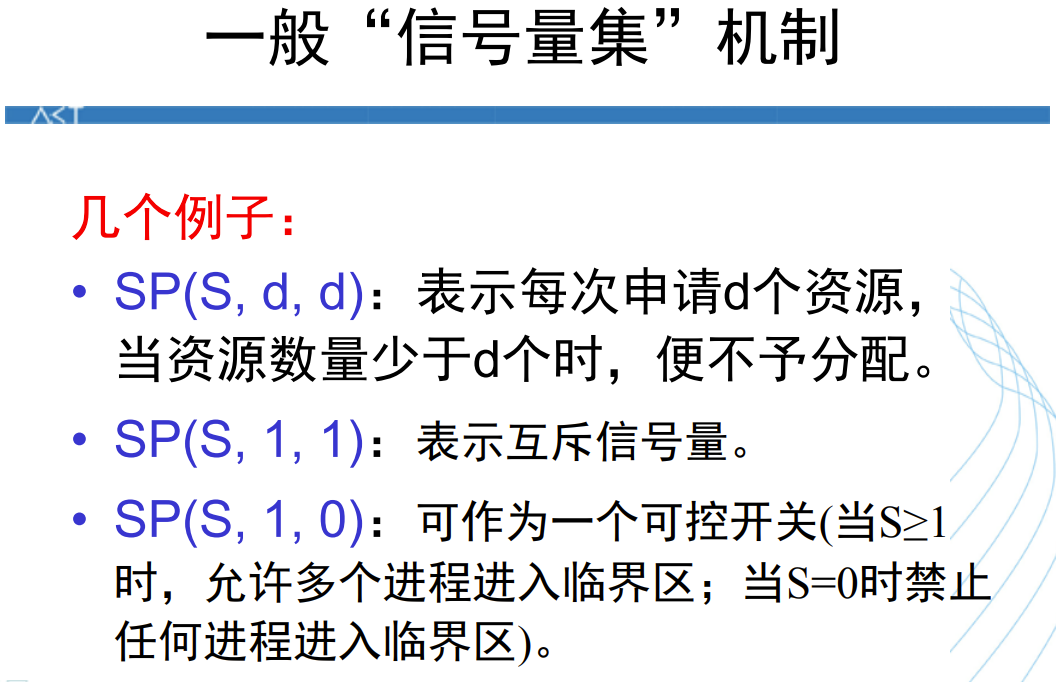 一般“信号量集”机制
ACT
几个例子：
• SP(S, d, d)：表示每次申请d个资源，
当资源数量少于d个时，便不予分配。
• SP(S, 1, 1)：表示互斥信号量。
• SP(S, 1, 0)：可作为一个可控开关(当S≥1
时，允许多个进程进入临界区；当S=0时禁止
任何进程进入临界区)。